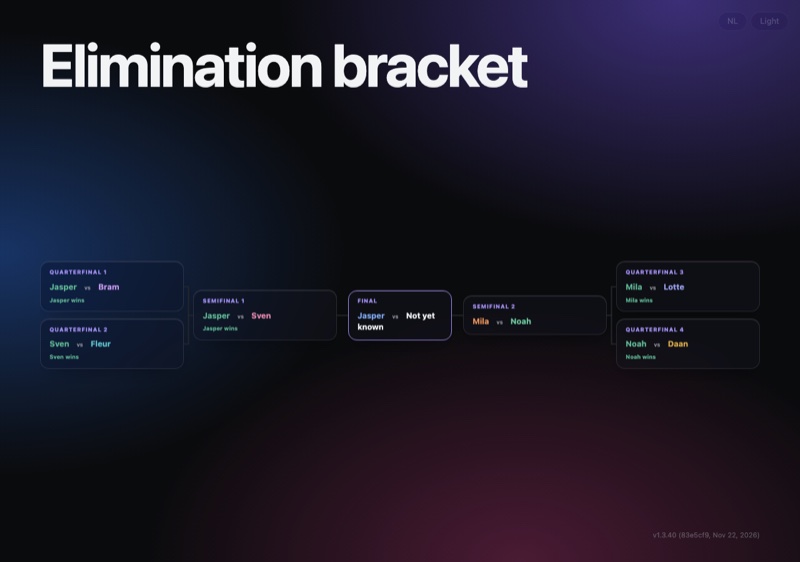 NL Light
Elimination bracket
QUARTERFINAL 1
Jasper vs Bram
Jasper wins
QUARTERFINAL 2
Sven vs Fleur
Sven wins
SEMIFINAL 1
Jasper vs Sven
Jasper wins
FINAL
Jasper vs Not yet
known
SEMIFINAL 2
Mila vs Noah
QUARTERFINAL 3
Mila vs Lotte
Mila wins
QUARTERFINAL 4
Noah vs Daan
Noah wins
v1.3.40 (83e5cf9, Nov 22, 2026)